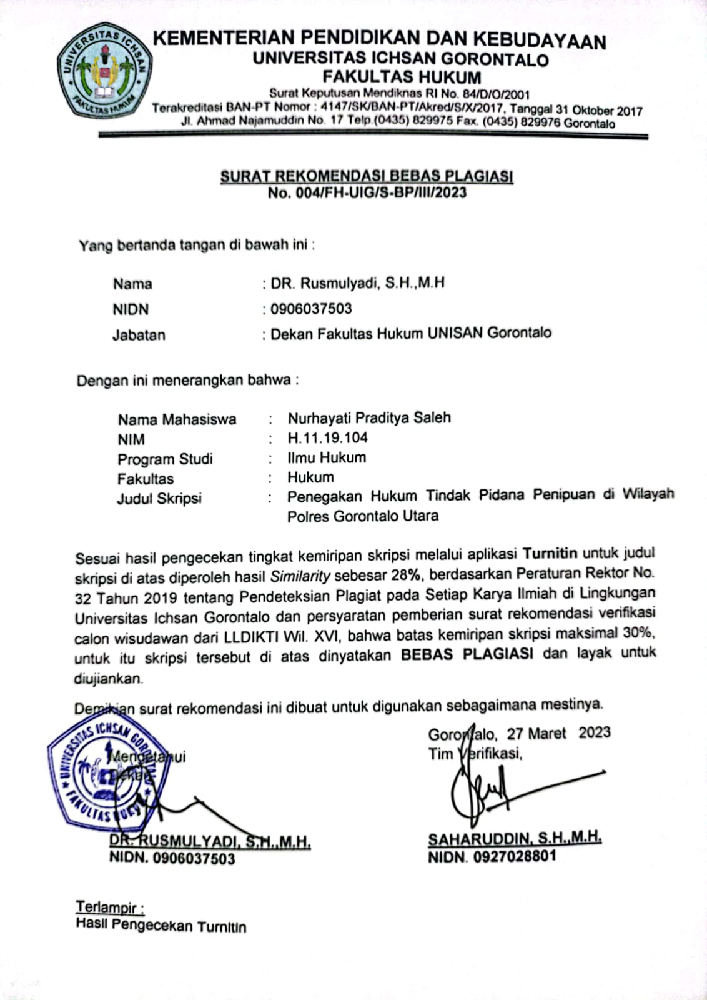 UNIVERSITAS ICHSAN
FAKULTAS HUKUM
KEMENTERIAN PENDIDIKAN DAN KEBUDAYAAN
UNIVERSITAS ICHSAN GORONTALO
FAKULTAS HUKUM
Surat Keputusan Mendiknas RI No. 84/D/O/2001
Terakreditasi BAN-PT Nomor : 4147/SK/BAN-PT/Akred/S/X/2017, Tanggal 31 Oktober 2017
Jl. Ahmad Najamuddin No. 17 Telp.(0435) 829975 Fax. (0435) 829976 Gorontalo
SURAT REKOMENDASI BEBAS PLAGIASI
No. 004/FH-UIG/S-BP/III/2023
Yang bertanda tangan di bawah ini :
Nama : DR. Rusmulyadi, S.H.,M.H
NIDN : 0906037503
Jabatan : Dekan Fakultas Hukum UNISAN Gorontalo
Dengan ini menerangkan bahwa :
Nama Mahasiswa : Nurhayati Praditya Saleh
NIM : H.11.19.104
Program Studi : Ilmu Hukum
Fakultas : Hukum
Judul Skripsi : Penegakan Hukum Tindak Pidana Penipuan di Wilayah
Polres Gorontalo Utara
Sesuai hasil pengecekan tingkat kemiripan skripsi melalui aplikasi Turnitin untuk judul
skripsi di atas diperoleh hasil Similarity sebesar 28%, berdasarkan Peraturan Rektor No.
32 Tahun 2019 tentang Pendeteksian Plagiat pada Setiap Karya Ilmiah di Lingkungan
Universitas Ichsan Gorontalo dan persyaratan pemberian surat rekomendasi verifikasi
calon wisudawan dari LLDIKTI Wil. XVI, bahwa batas kemiripan skripsi maksimal 30%,
untuk itu skripsi tersebut di atas dinyatakan BEBAS PLAGIASI dan layak untuk
diujiankan.
Demikian surat rekomendasi ini dibuat untuk digunakan sebagaimana mestinya.
Gorontalo, 27 Maret 2023
Tim Verifikasi,
Mengetahui
Dekan
UNIVERSITAS ICHSAN GORONTALO
FAKULTAS HUKUM
DR. RUSMULYADI, S.H.,M.H.
NIDN. 0906037503
SAHARUDDIN, S.H.,M.H.
NIDN. 0927028801
Terlampir :
Hasil Pengecekan Turnitin